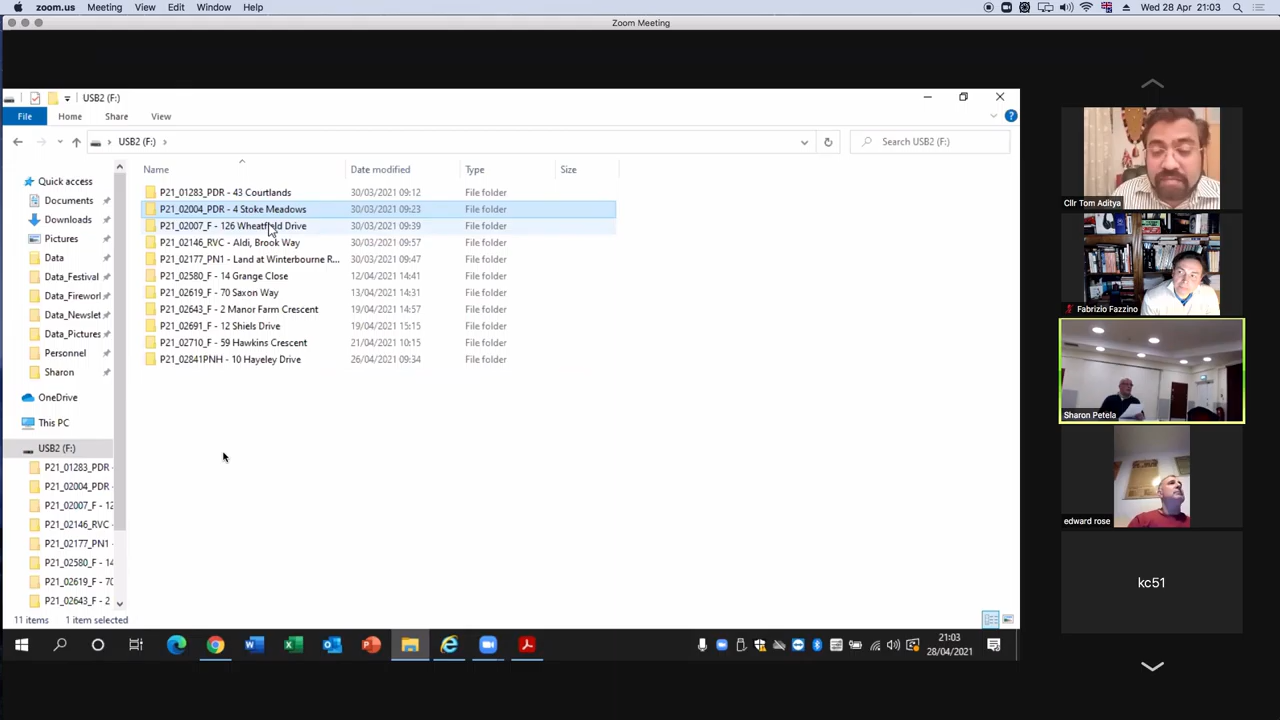 zoom.us Meeting View Edit Window Help Wed 28 Apr 21:03
Zoom Meeting
USB2 (F:)
File Home Share View
USB2 (F:) Search USB2 (F:)
Name Date modified Type Size
P21_01283_PDR - 43 Courtlands 30/03/2021 09:12 File folder
P21_02004_PDR - 4 Stoke Meadows 30/03/2021 09:23 File folder
P21_02007_F - 126 Wheatfield Drive 30/03/2021 09:39 File folder
P21_02146_RVC - Aldi, Brook Way 30/03/2021 09:57 File folder
P21_02177_PN1 - Land at Winterbourne R... 30/03/2021 09:47 File folder
P21_02580_F - 14 Grange Close 12/04/2021 14:41 File folder
P21_02619_F - 70 Saxon Way 13/04/2021 14:31 File folder
P21_02643_F - 2 Manor Farm Crescent 19/04/2021 14:57 File folder
P21_02691_F - 12 Shiels Drive 19/04/2021 15:15 File folder
P21_02710_F - 59 Hawkins Crescent 21/04/2021 10:15 File folder
P21_02841PNH - 10 Hayeley Drive 26/04/2021 09:34 File folder
Quick access
Documents
Downloads
Pictures
Data
Data_Festival
Data_Firewor
Data_Newslet
Data_Pictures
Personnel
Sharon
OneDrive
This PC
USB2 (F:)
P21_01283_PDR -
P21_02004_PDR -
P21_02007_F - 12
P21_02146_RVC -
P21_02177_PN1 -
P21_02580_F - 14
P21_02619_F - 70
P21_02643_F - 2
11 items 1 item selected
21:03
28/04/2021
Cllr Tom Aditya
Fabrizio Fazzino
Sharon Petela
edward rose
kc51